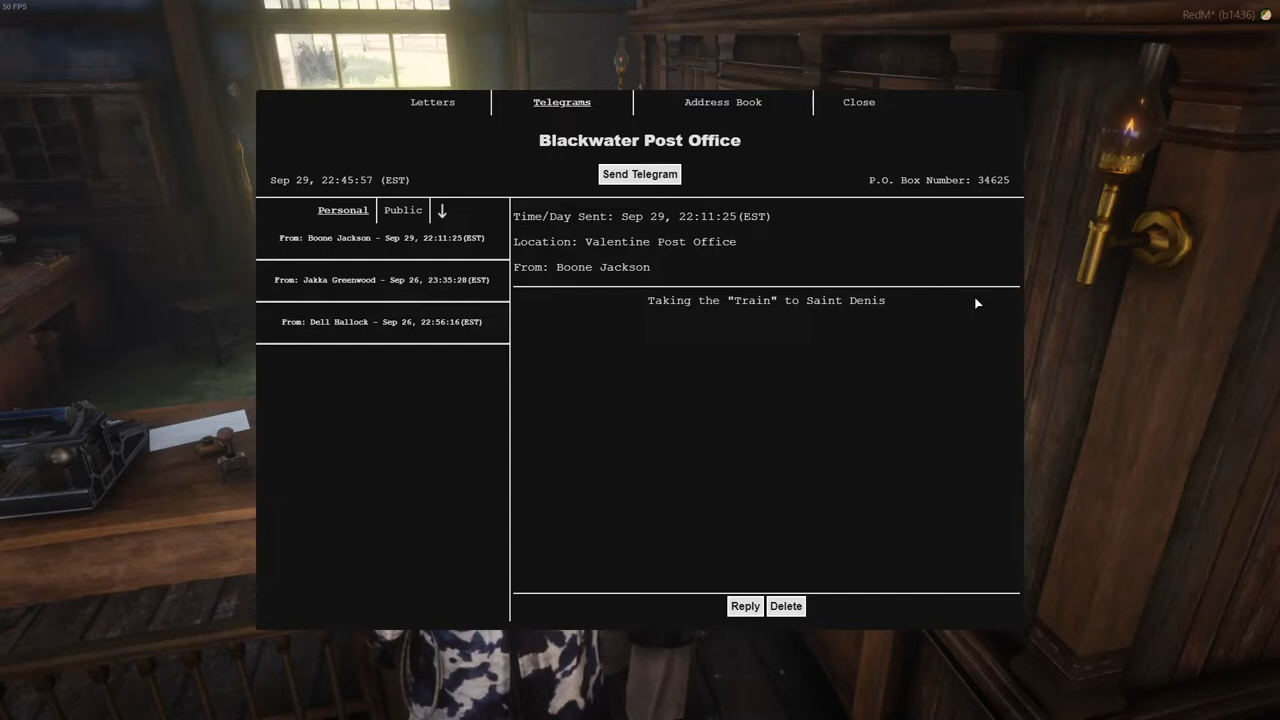 50 FPS
RedM* (b1436)
Letters
Telegrams
Address Book
Close
Blackwater Post Office
Sep 29, 22:45:57 (EST)
Send Telegram
P.O. Box Number: 34625
Personal
Public
From: Boone Jackson - Sep 29, 22:11:25(EST)
From: Jakka Greenwood - Sep 26, 23:35:28(EST)
From: Dell Hallock - Sep 26, 22:56:16(EST)
Time/Day Sent: Sep 29, 22:11:25(EST)
Location: Valentine Post Office
From: Boone Jackson
Taking the "Train" to Saint Denis
Reply
Delete